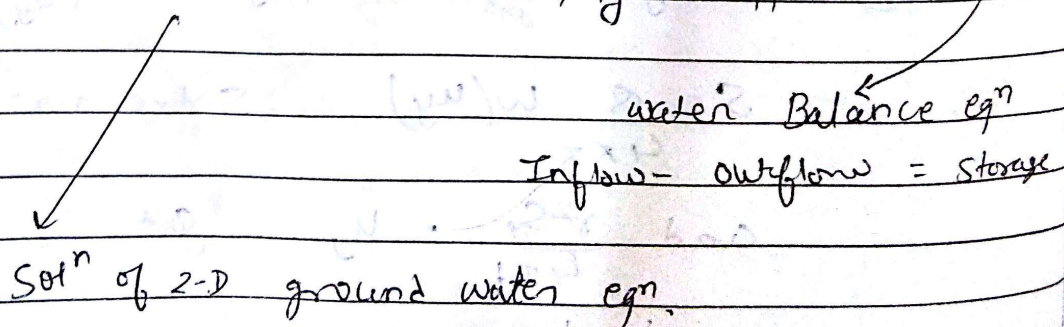 water Balance eqn
Inflow - outflow = storage
Soln of 2-D ground water eqn.